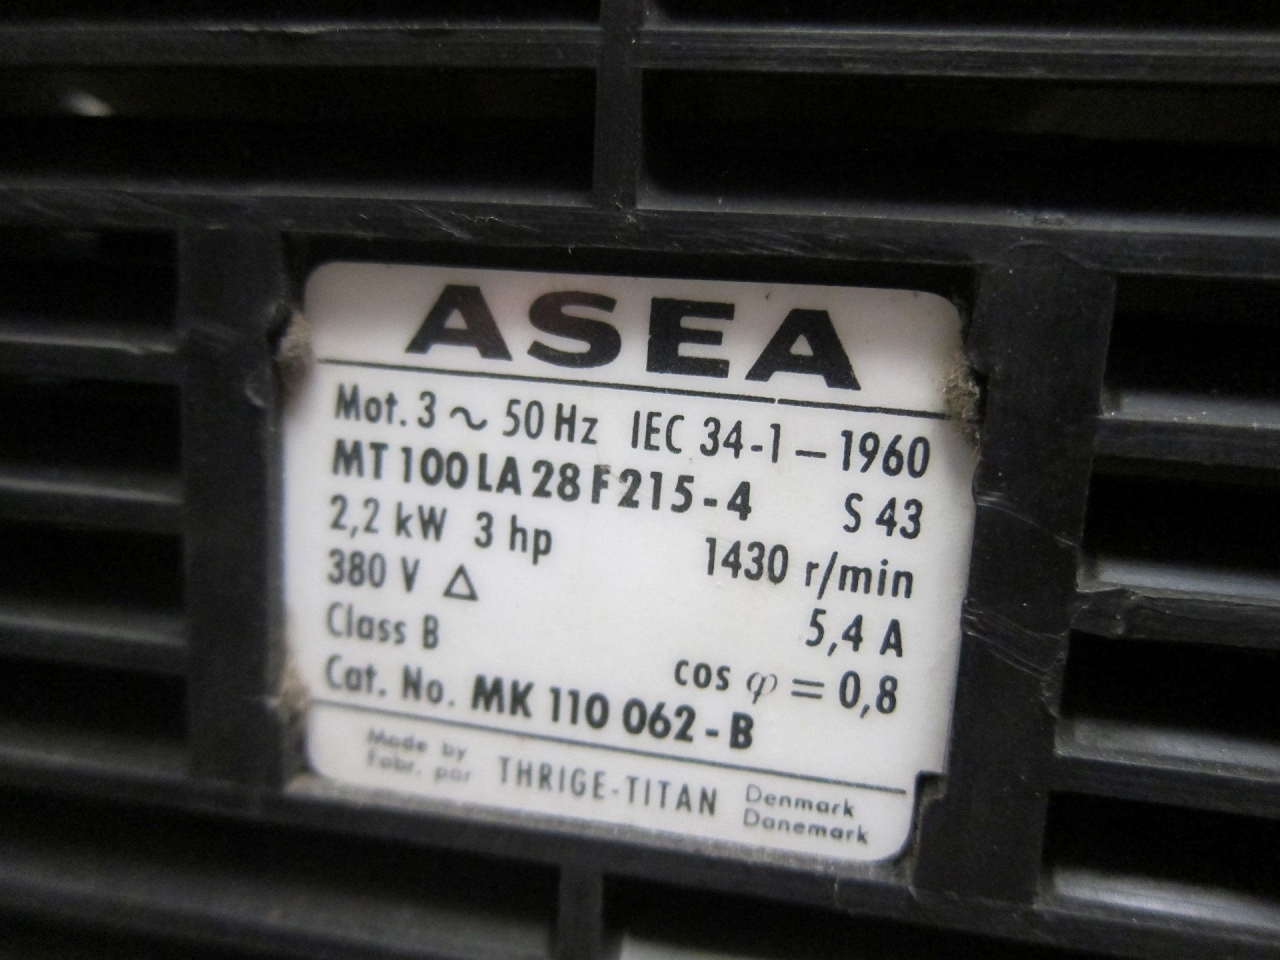 ASEA
Mot. 3 ~ 50 Hz IEC 34-1 – 1960
MT 100 LA 28 F 215-4 S 43
2,2 kW 3 hp 1430 r/min
380 V Δ 5,4 A
Class B cos φ = 0,8
Cat. No. MK 110 062-B
Made by THRIGE-TITAN Denmark
Fabr. par Danemark